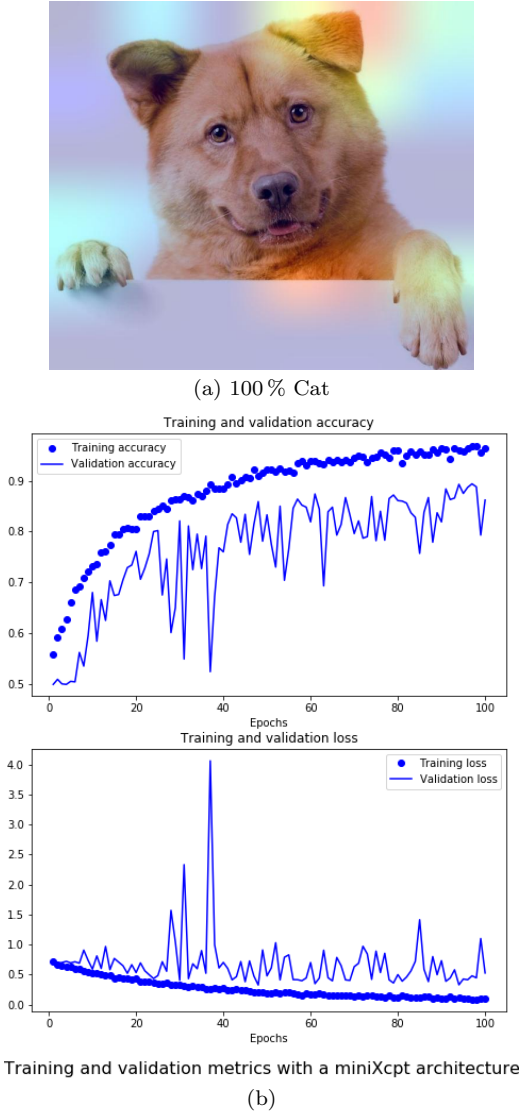 (a) 100 % Cat
Training and validation accuracy
Training accuracy
Validation accuracy
0.9
0.8
0.7
0.6
0.5
0 20 40 60 80 100
Epochs
Training and validation loss
Training loss
Validation loss
4.0
3.5
3.0
2.5
2.0
1.5
1.0
0.5
0.0
0 20 40 60 80 100
Epochs
Training and validation metrics with a miniXcpt architecture
(b)